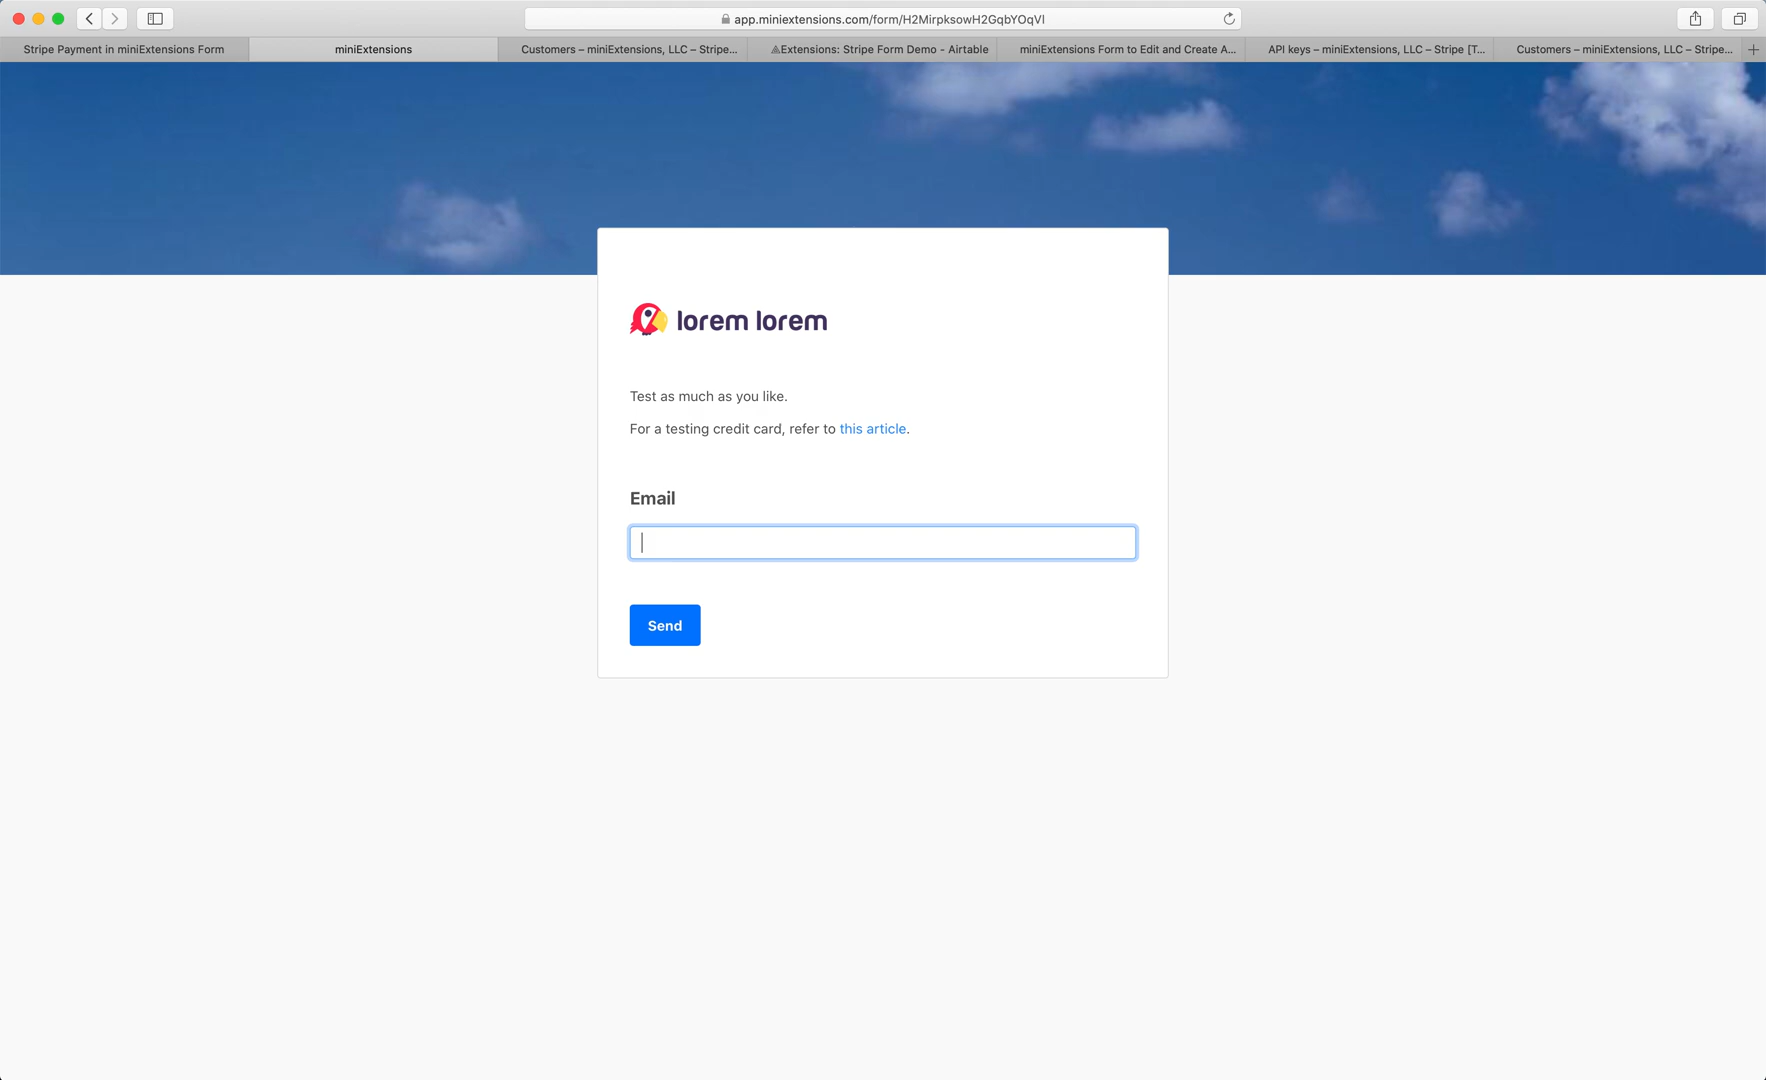 app.miniextensions.com/form/H2MirpksowH2GqbYOqVI
Stripe Payment in miniExtensions Form
miniExtensions
Customers – miniExtensions, LLC – Stripe...
Extensions: Stripe Form Demo - Airtable
miniExtensions Form to Edit and Create A...
API keys – miniExtensions, LLC – Stripe [T...
Customers – miniExtensions, LLC – Stripe...
lorem lorem
Test as much as you like.
For a testing credit card, refer to this article.
Email
Send